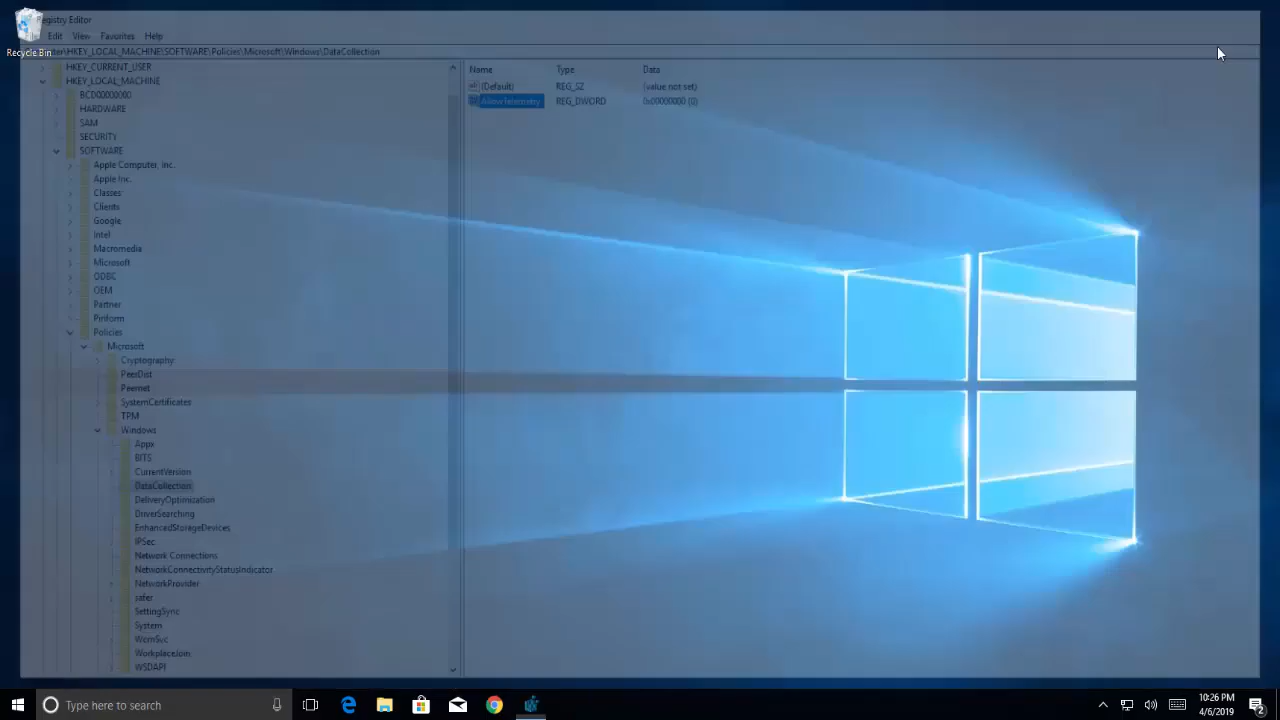 Registry Editor
File Edit View Favorites Help
Recycle Bin
\HKEY_LOCAL_MACHINE\SOFTWARE\Policies\Microsoft\Windows\DataCollection
HKEY_CURRENT_USER
HKEY_LOCAL_MACHINE
BCD00000000
HARDWARE
SAM
SECURITY
SOFTWARE
Apple Computer, Inc.
Apple Inc.
Classes
Clients
Google
Intel
Macromedia
Microsoft
ODBC
OEM
Partner
Piriform
Policies
Microsoft
Cryptography
PeerDist
Peernet
SystemCertificates
TPM
Windows
Appx
BITS
CurrentVersion
DataCollection
DeliveryOptimization
DriverSearching
EnhancedStorageDevices
IPSec
Network Connections
NetworkConnectivityStatusIndicator
NetworkProvider
safer
SettingSync
System
WcmSvc
WorkplaceJoin
WSDAPI
Name Type Data
(Default) REG_SZ (value not set)
AllowTelemetry REG_DWORD 0x00000000 (0)
Type here to search
10:26 PM
4/6/2019
2